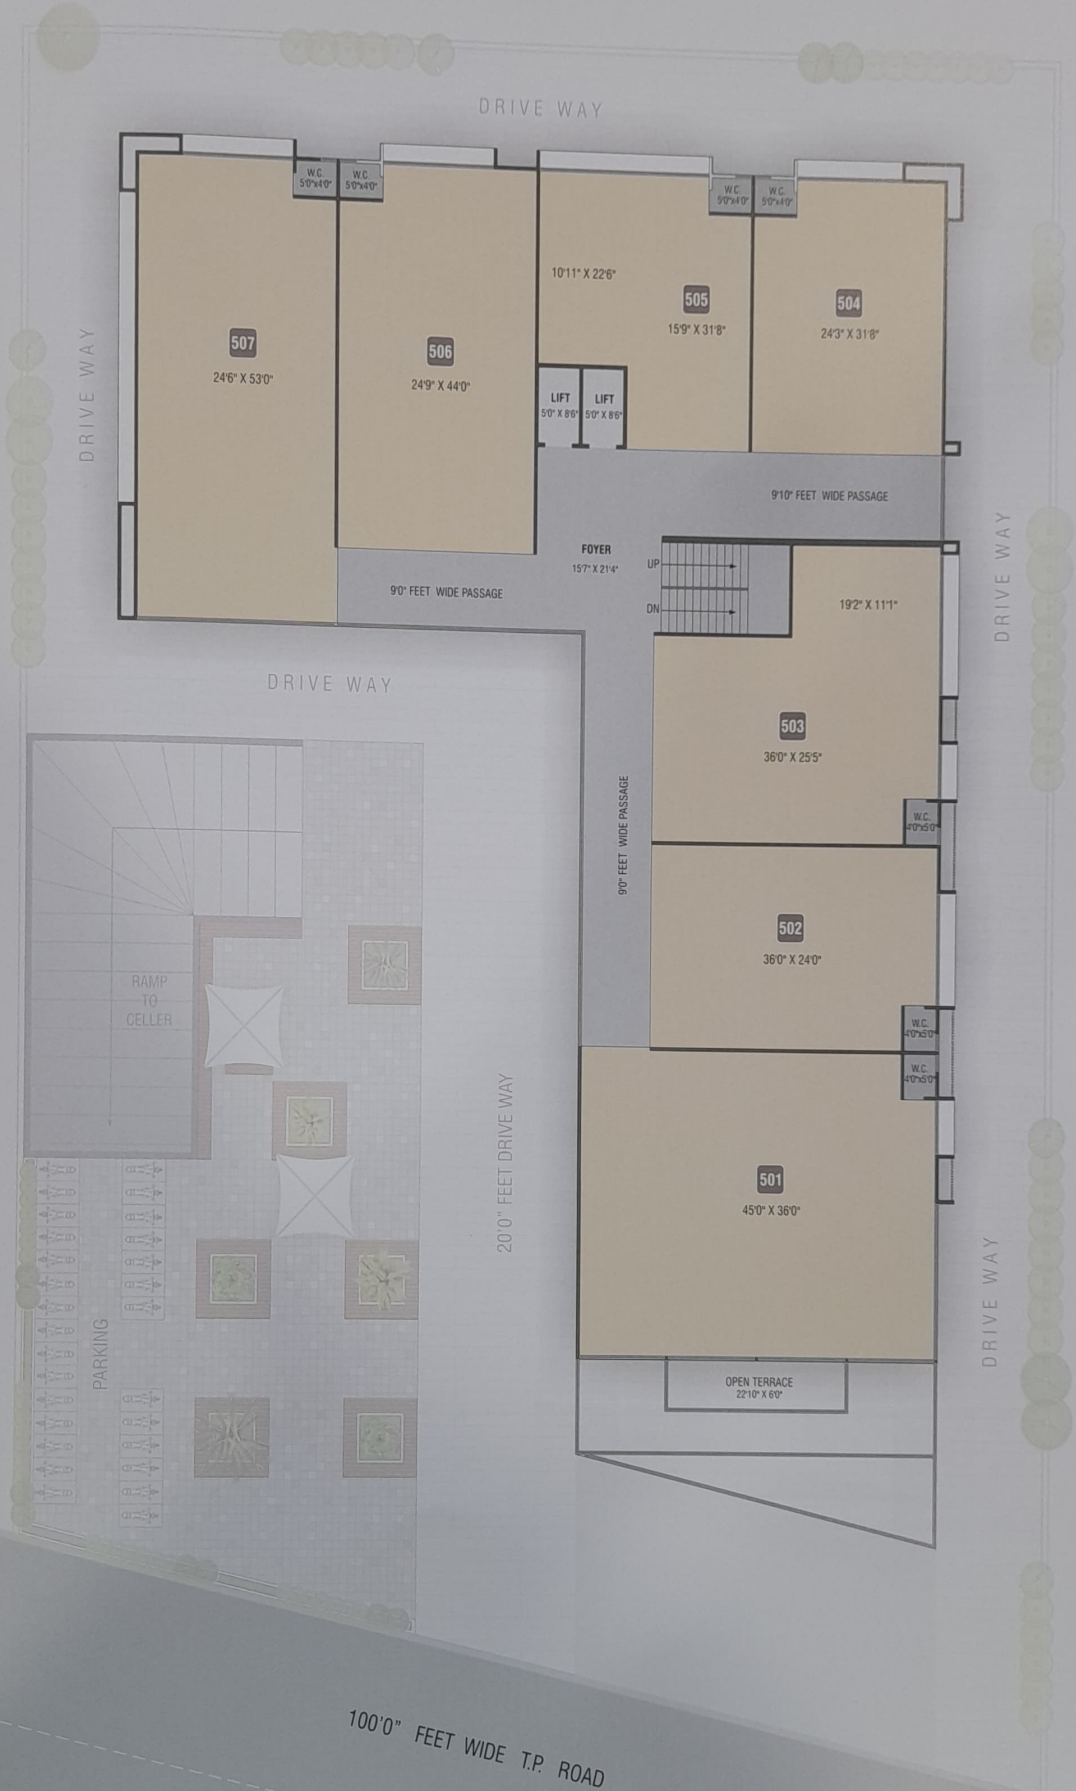 DRIVE WAY
W.C.
5'0"x4'0"
W.C.
5'0"x4'0"
W.C.
5'0"x4'0"
W.C.
5'0"x4'0"
10'11" X 22'6"
505
15'9" X 31'8"
504
24'3" X 31'8"
507
24'6" X 53'0"
506
24'9" X 44'0"
DRIVE WAY
LIFT
5'0" X 8'6"
LIFT
5'0" X 8'6"
9'10" FEET WIDE PASSAGE
FOYER
15'7" X 21'4"
UP
DN
9'0" FEET WIDE PASSAGE
19'2" X 11'1"
DRIVE WAY
DRIVE WAY
503
36'0" X 25'5"
9'0" FEET WIDE PASSAGE
W.C.
4'0"x5'0"
502
36'0" X 24'0"
RAMP
TO
CELLER
W.C.
4'0"x5'0"
W.C.
4'0"x5'0"
20'0" FEET DRIVE WAY
501
45'0" X 36'0"
DRIVE WAY
PARKING
OPEN TERRACE
22'10" X 6'0"
100'0" FEET WIDE T.P. ROAD